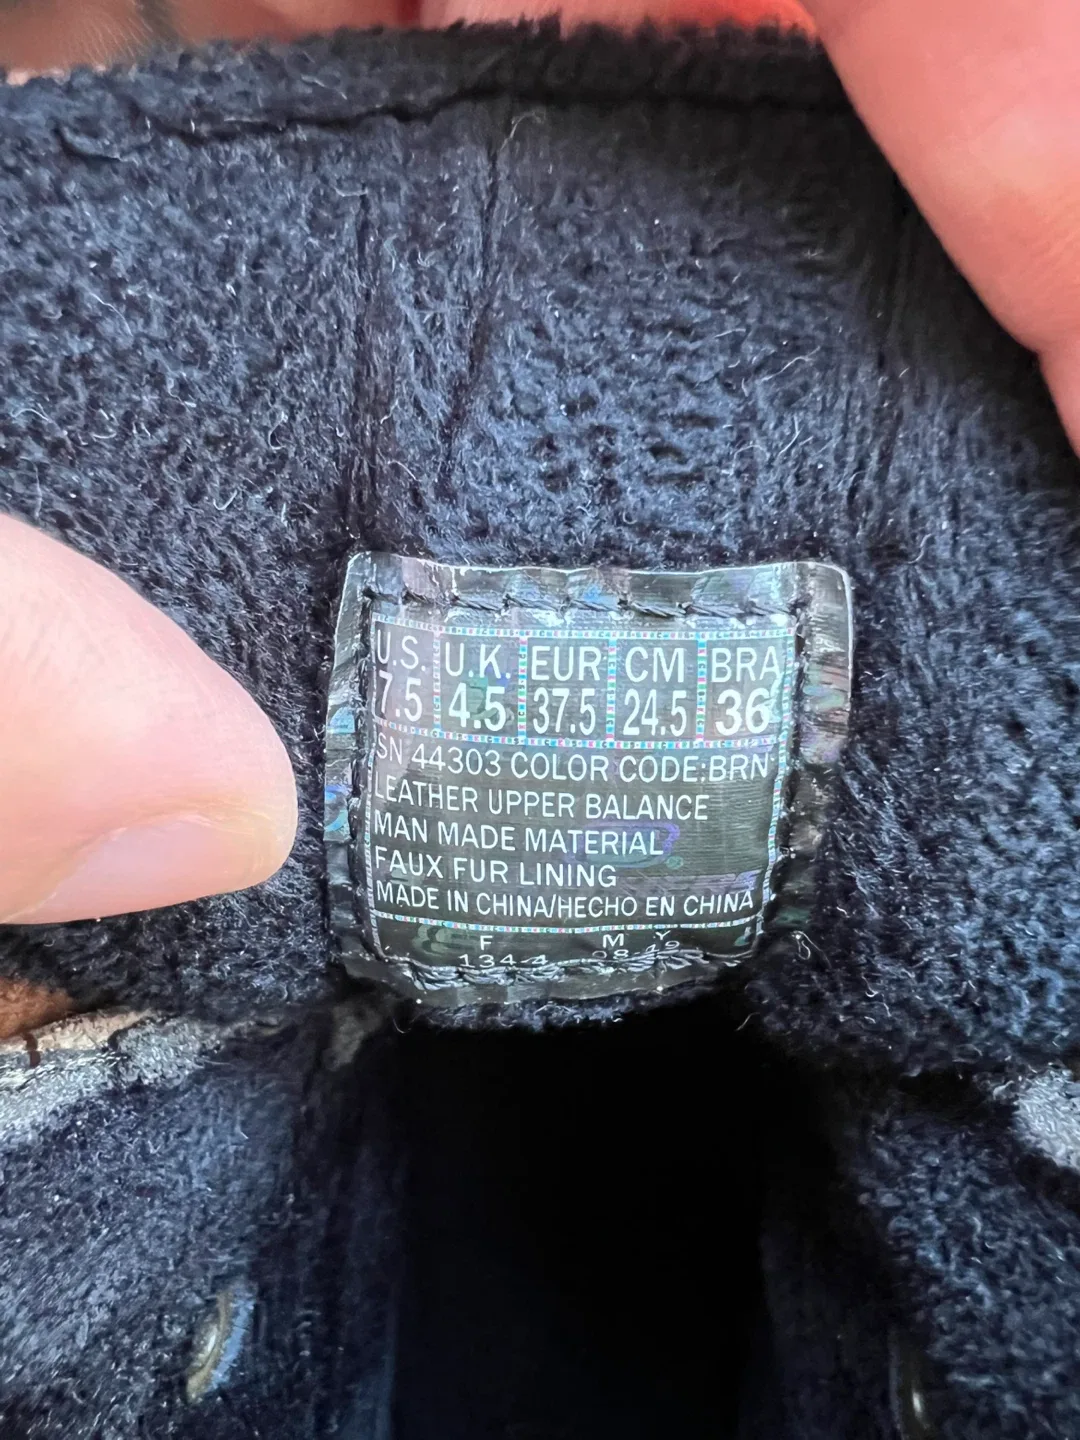 U.S. U.K. EUR CM BRA
7.5 4.5 37.5 24.5 36
SN 44303 COLOR CODE:BRN
LEATHER UPPER BALANCE
MAN MADE MATERIAL
FAUX FUR LINING
MADE IN CHINA/HECHO EN CHINA
F M Y